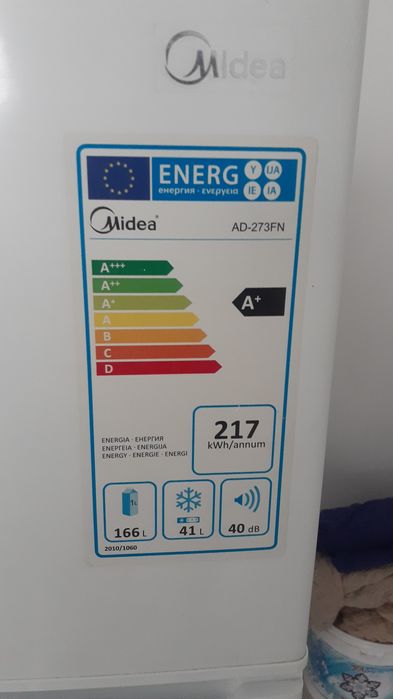 Midea
ENERG Y IJA
енергия · ενεργεια IE IA
Midea AD-273FN
A+++
A++
A+
A+
A
B
C
D
217
kWh/annum
ENERGIA · ЕНЕРГИЯ
ΕΝΕΡΓΕΙΑ · ENERGIJA
ENERGY · ENERGIE · ENERGI
166 L
41 L
40 dB
2010/1060